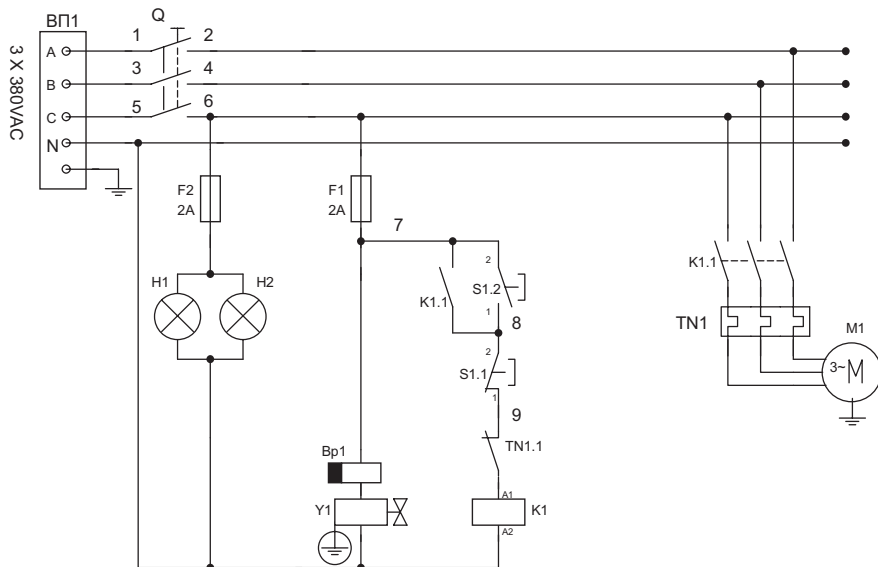 ВП1
Q
3 X 380VAC
A
1
2
B
3
4
C
5
6
N
F2
2A
F1
2A
7
H1
H2
K1.1
2
S1.2
1
8
2
S1.1
1
9
TN1.1
Bp1
Y1
A1
K1
A2
K1.1
TN1
M1
3~M